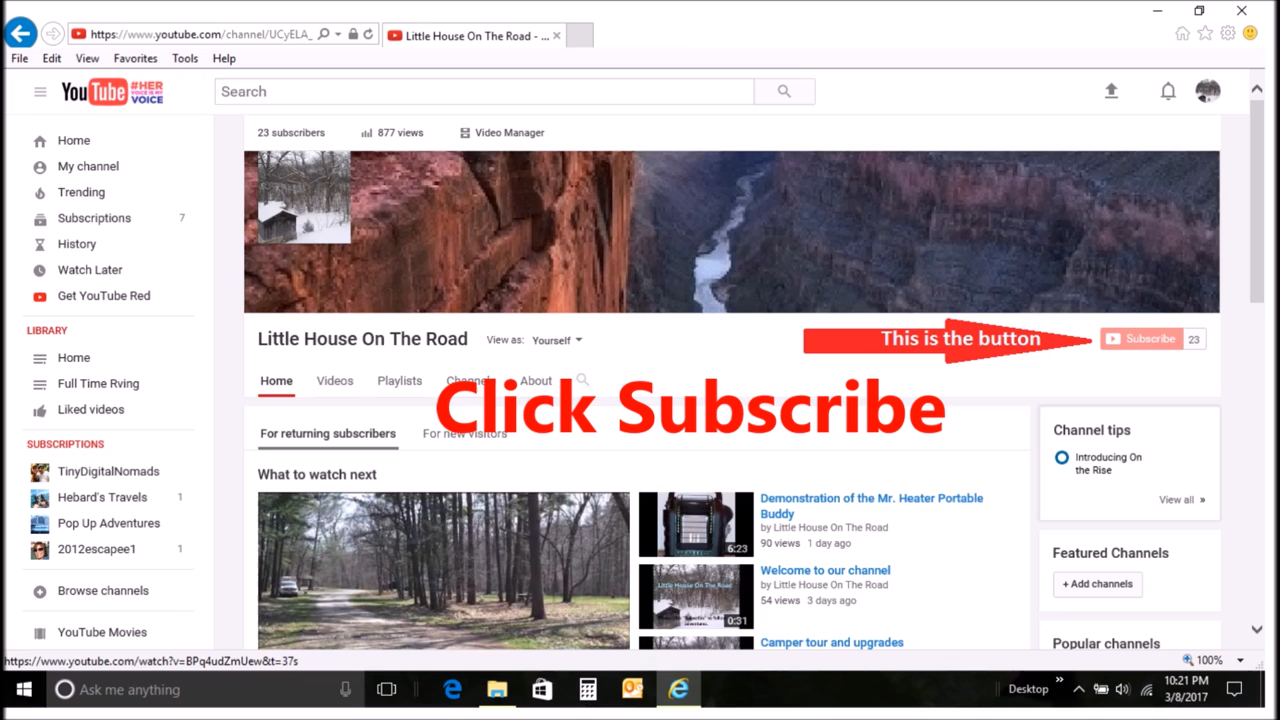 https://www.youtube.com/channel/UCyELA_
Little House On The Road - ...
File Edit View Favorites Tools Help
YouTube #HER VOICE IS MY VOICE
Search
23 subscribers 877 views Video Manager
Home
My channel
Trending
Subscriptions 7
History
Watch Later
Get YouTube Red
LIBRARY
Home
Full Time Rving
Liked videos
SUBSCRIPTIONS
TinyDigitalNomads
Hebard's Travels 1
Pop Up Adventures
2012escapee1 1
Browse channels
YouTube Movies
Little House On The Road View as: Yourself
This is the button
Subscribe 23
Home Videos Playlists Channels About
Click Subscribe
For returning subscribers For new visitors
What to watch next
Demonstration of the Mr. Heater Portable
Buddy
by Little House On The Road
90 views 1 day ago
6:23
Welcome to our channel
by Little House On The Road
54 views 3 days ago
Little House On The Road
0:31
Camper tour and upgrades
Channel tips
Introducing On
the Rise
View all »
Featured Channels
+ Add channels
Popular channels
https://www.youtube.com/watch?v=BPq4udZmUew&t=37s
100%
Ask me anything
Desktop »
10:21 PM
3/8/2017